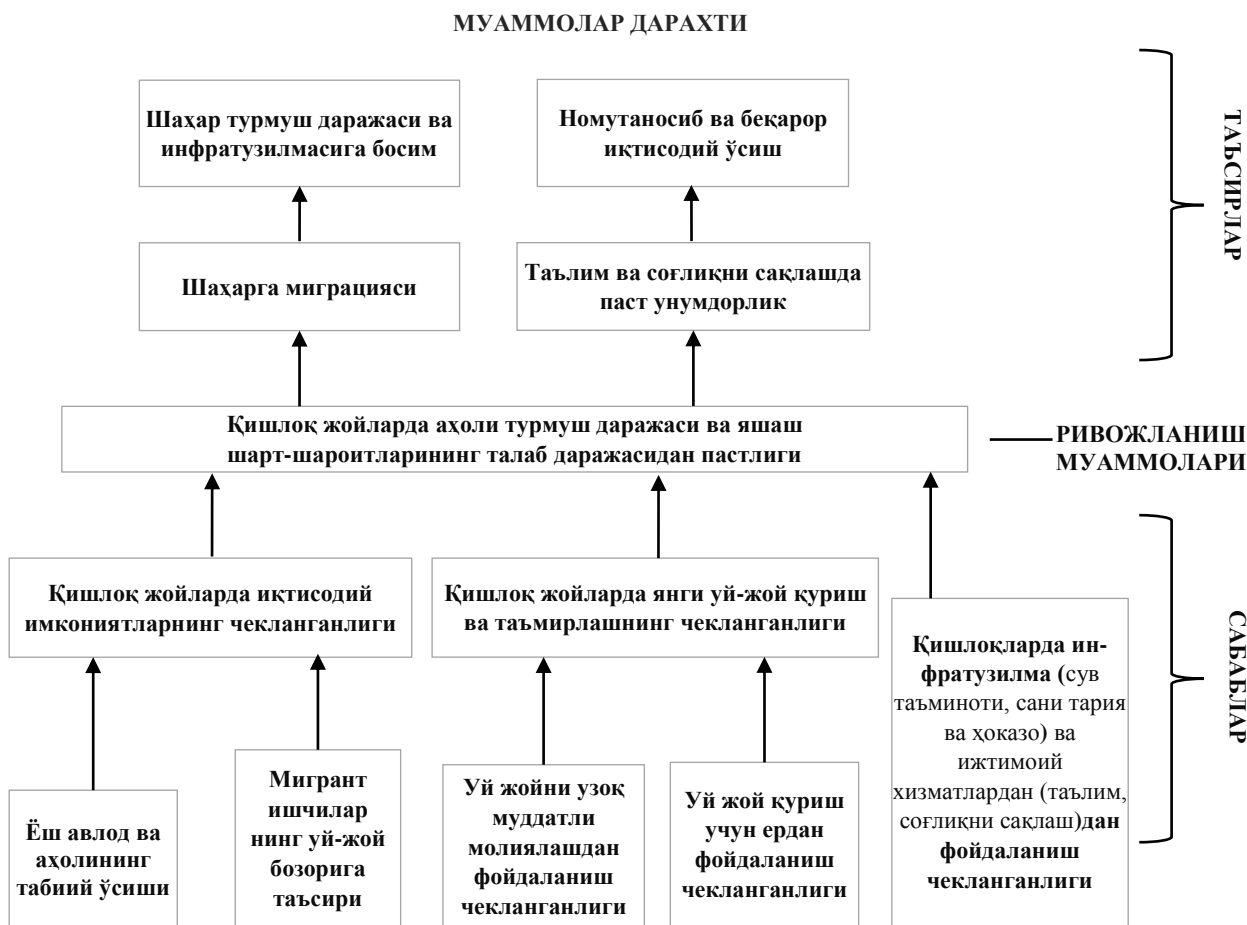 МУАММОЛАР ДАРАХТИ
Шаҳар турмуш даражаси ва
инфратузилмасига босим
Номутаносиб ва беқарор
иқтисодий ўсиш
ТАЪСИРЛАР
Шаҳарга миграцияси
Таълим ва соғлиқни сақлашда
паст унумдорлик
Қишлоқ жойларда аҳоли турмуш даражаси ва яшаш
шарт-шароитларининг талаб даражасидан пастлиги
РИВОЖЛАНИШ
МУАММОЛАРИ
Қишлоқ жойларда иқтисодий
имкониятларнинг чекланганлиги
Қишлоқ жойларда янги уй-жой қуриш
ва таъмирлашнинг чекланганлиги
Қишлоқларда ин-
фратузилма (сув
таъминоти, сани тария
ва ҳоказо) ва
ижтимоий
хизматлардан (таълим,
соғлиқни сақлаш)дан
фойдаланиш
чекланганлиги
САБАБЛАР
Ёш авлод ва
аҳолининг
табиий ўсиши
Мигрант
ишчилар
нинг уй-жой
бозорига
таъсири
Уй жойни узоқ
муддатли
молиялашдан
фойдаланиш
чекланганлиги
Уй жой қуриш
учун ердан
фойдаланиш
чекланганлиги